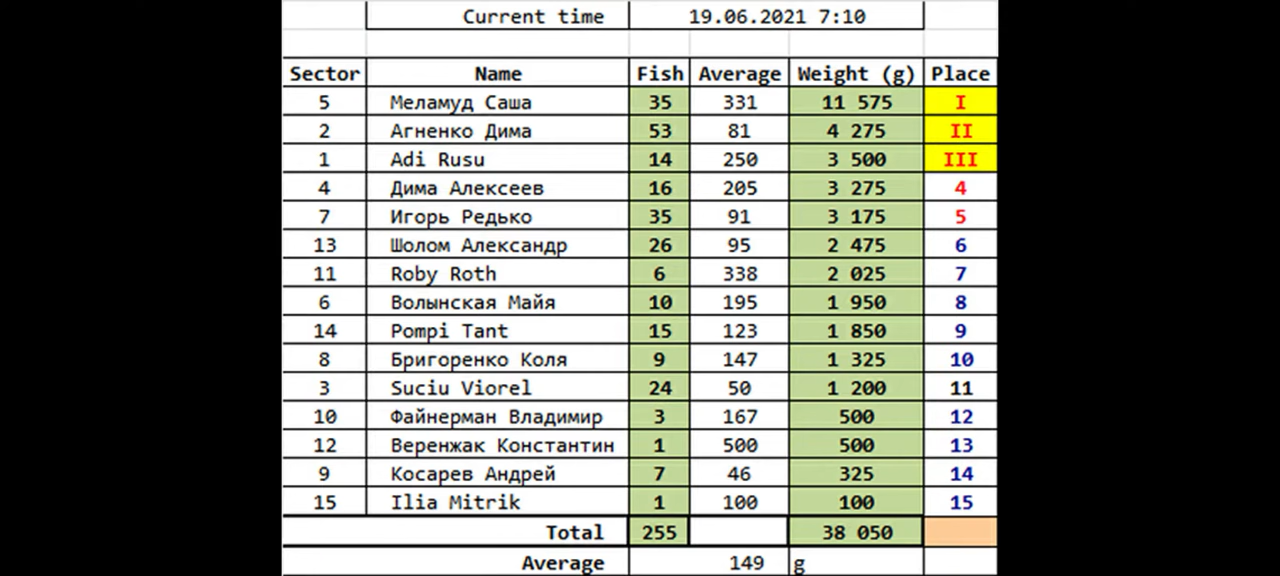 Current time 19.06.2021 7:10
Sector Name Fish Average Weight (g) Place
5 Меламуд Саша 35 331 11 575 I
2 Агненко Дима 53 81 4 275 II
1 Adi Rusu 14 250 3 500 III
4 Дима Алексеев 16 205 3 275 4
7 Игорь Редько 35 91 3 175 5
13 Шолом Александр 26 95 2 475 6
11 Roby Roth 6 338 2 025 7
6 Волынская Майя 10 195 1 950 8
14 Pompi Tant 15 123 1 850 9
8 Бригоренко Коля 9 147 1 325 10
3 Suciu Viorel 24 50 1 200 11
10 Файнерман Владимир 3 167 500 12
12 Веренжак Константин 1 500 500 13
9 Косарев Андрей 7 46 325 14
15 Ilia Mitrik 1 100 100 15
Total 255 38 050
Average 149 g